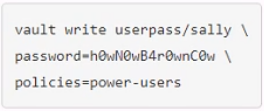 vault write userpass/sally \
password=h0wN0wB4r0wnC0w \
policies=power-users